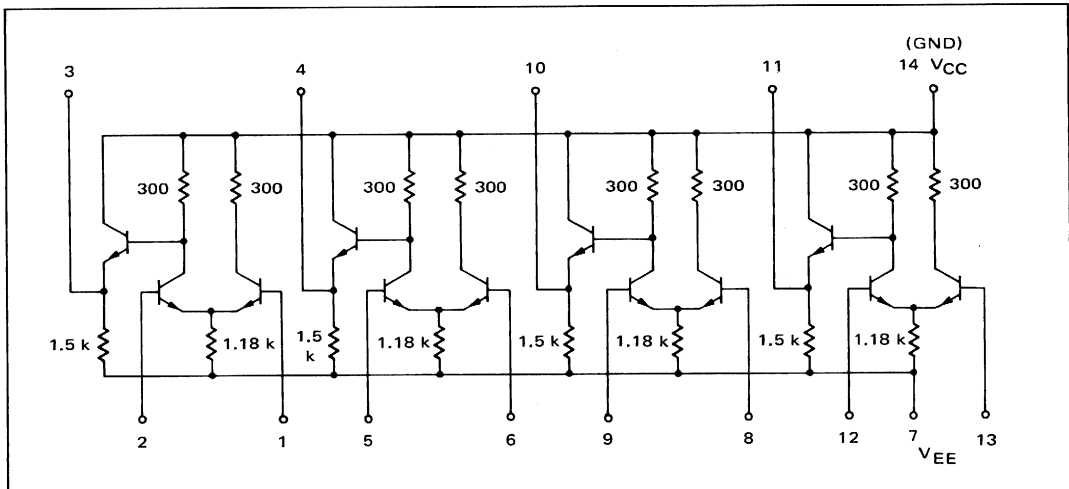 (GND)
3 4 10 11 14 VCC
300 300 300 300 300 300 300 300
1.5 k 1.18 k 1.5 k 1.18 k 1.5 k 1.18 k 1.5 k 1.18 k
2 1 5 6 9 8 12 7 13
VEE